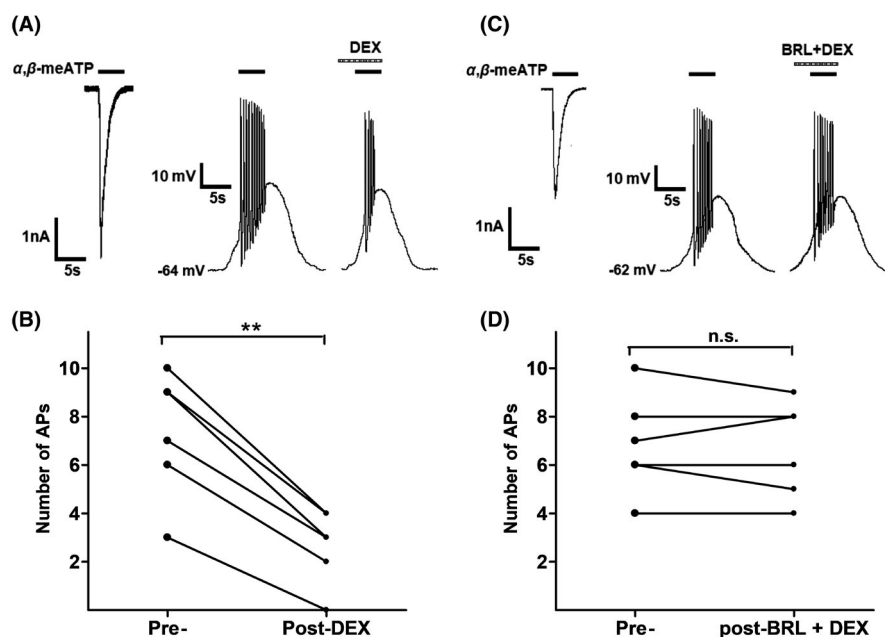 (A)
DEX
α,β-meATP
10 mV
5s
1nA
5s
-64 mV
(C)
BRL+DEX
α,β-meATP
10 mV
5s
1nA
5s
-62 mV
(B)
**
10
8
6
4
2
Number of APs
Pre-
Post-DEX
(D)
n.s.
10
8
6
4
2
Number of APs
Pre-
post-BRL + DEX